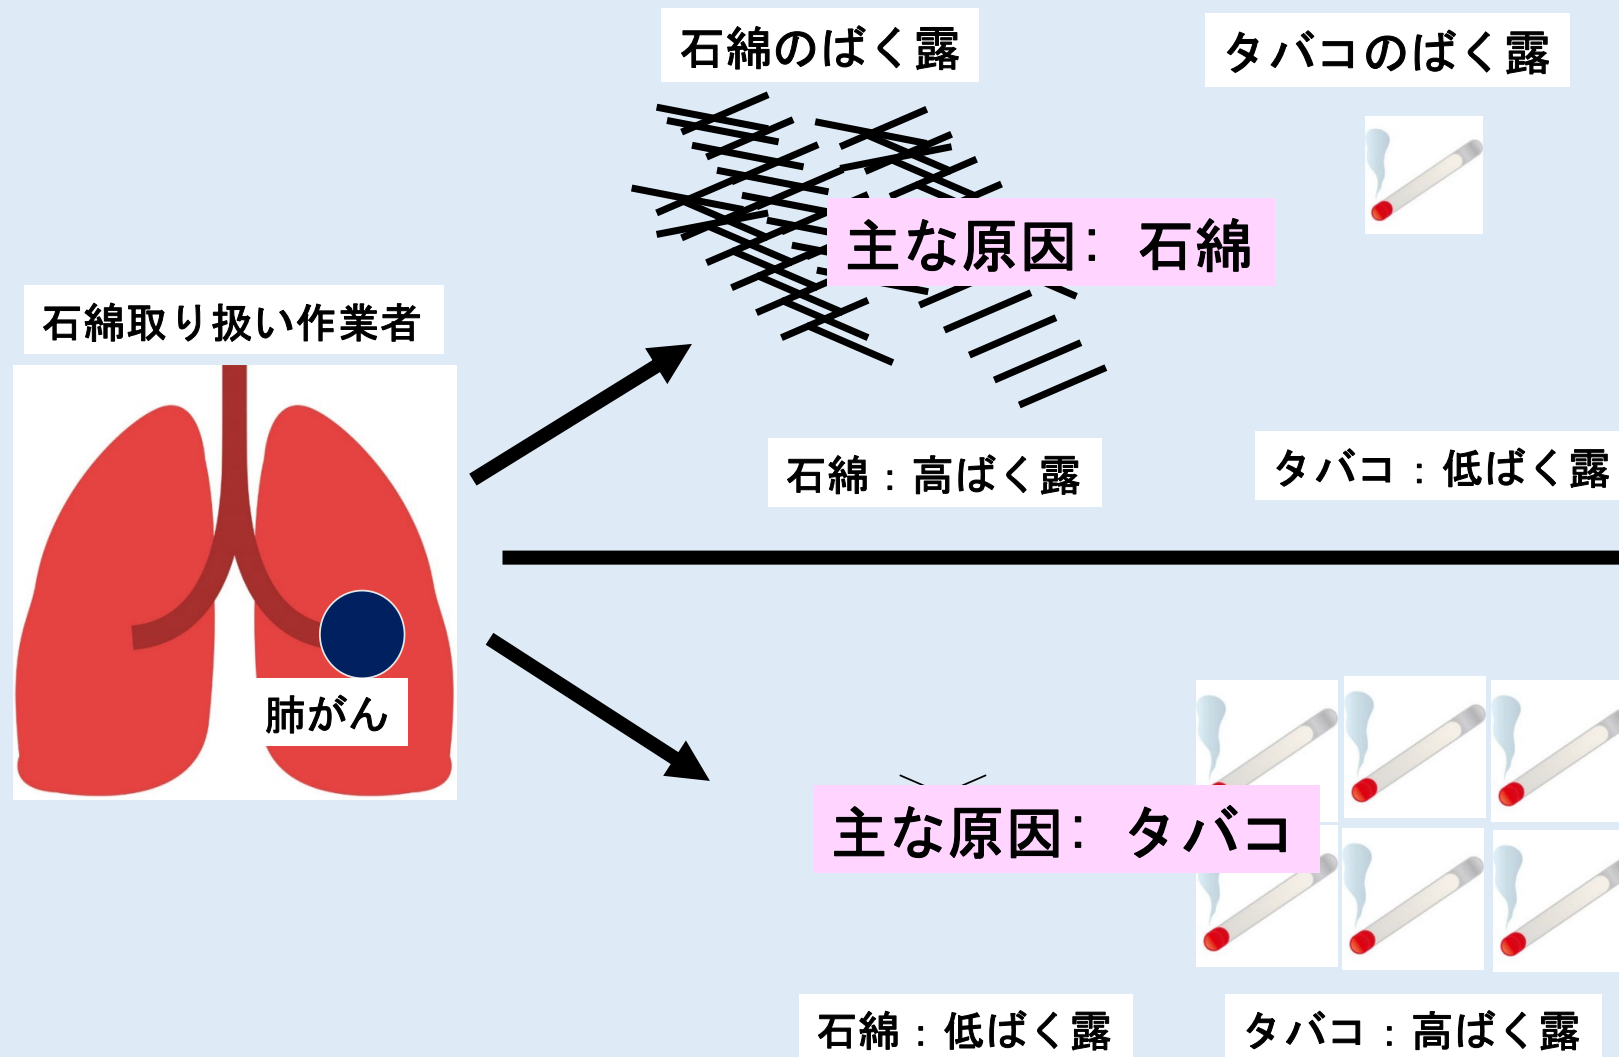 石綿のばく露
タバコのばく露
主な原因: 石綿
石綿取り扱い作業者
石綿：高ばく露
タバコ：低ばく露
肺がん
主な原因: タバコ
石綿：低ばく露
タバコ：高ばく露